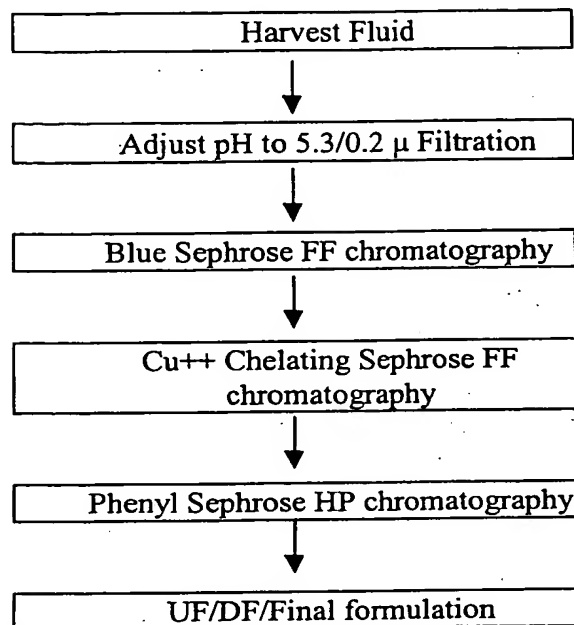 Harvest Fluid
Adjust pH to 5.3/0.2 μ Filtration
Blue Sephrose FF chromatography
Cu++ Chelating Sephrose FF
chromatography
Phenyl Sephrose HP chromatography
UF/DF/Final formulation